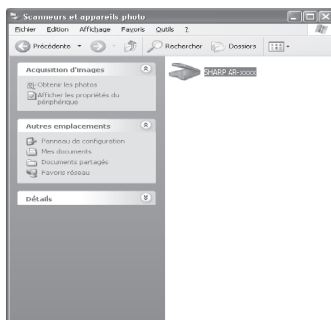 Scanneurs et appareils photo
Fichier Edition Affichage Favoris Outils ?
Précédente Rechercher Dossiers
Acquisition d'images
Obtenir les photos
Afficher les propriétés du
périphérique
Autres emplacements
Panneau de configuration
Mes documents
Documents partagés
Favoris réseau
Détails
SHARP AR-xxxx